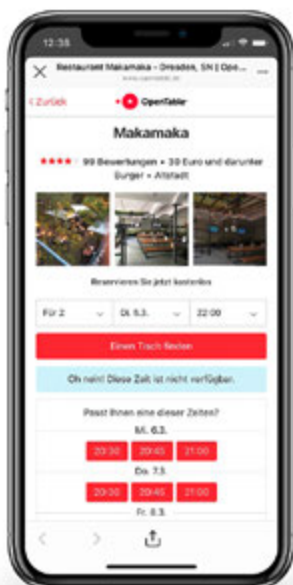 12:38
Restaurant Makamaka - Dresden, SN | Ope...
www.opentable.de
Zurück
OpenTable
Makamaka
99 Bewertungen • 30 Euro und darunter
Burger • Altstadt
Reservieren Sie jetzt kostenlos
Für 2
Di, 5.3.
22:00
Einen Tisch finden
Oh nein! Diese Zeit ist nicht verfügbar.
Passt Ihnen eine dieser Zeiten?
Mi. 6.3.
20:30 20:45 21:00
Do. 7.3.
20:30 20:45 21:00
Fr. 8.3.